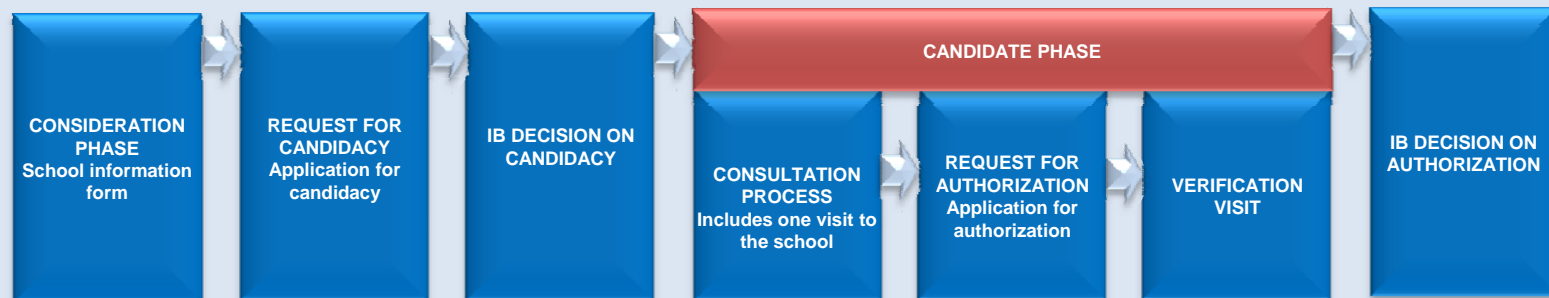 CONSIDERATION
PHASE
School information
form
REQUEST FOR
CANDIDACY
Application for
candidacy
IB DECISION ON
CANDIDACY
CANDIDATE PHASE
CONSULTATION
PROCESS
Includes one visit to
the school
REQUEST FOR
AUTHORIZATION
Application for
authorization
VERIFICATION
VISIT
IB DECISION ON
AUTHORIZATION